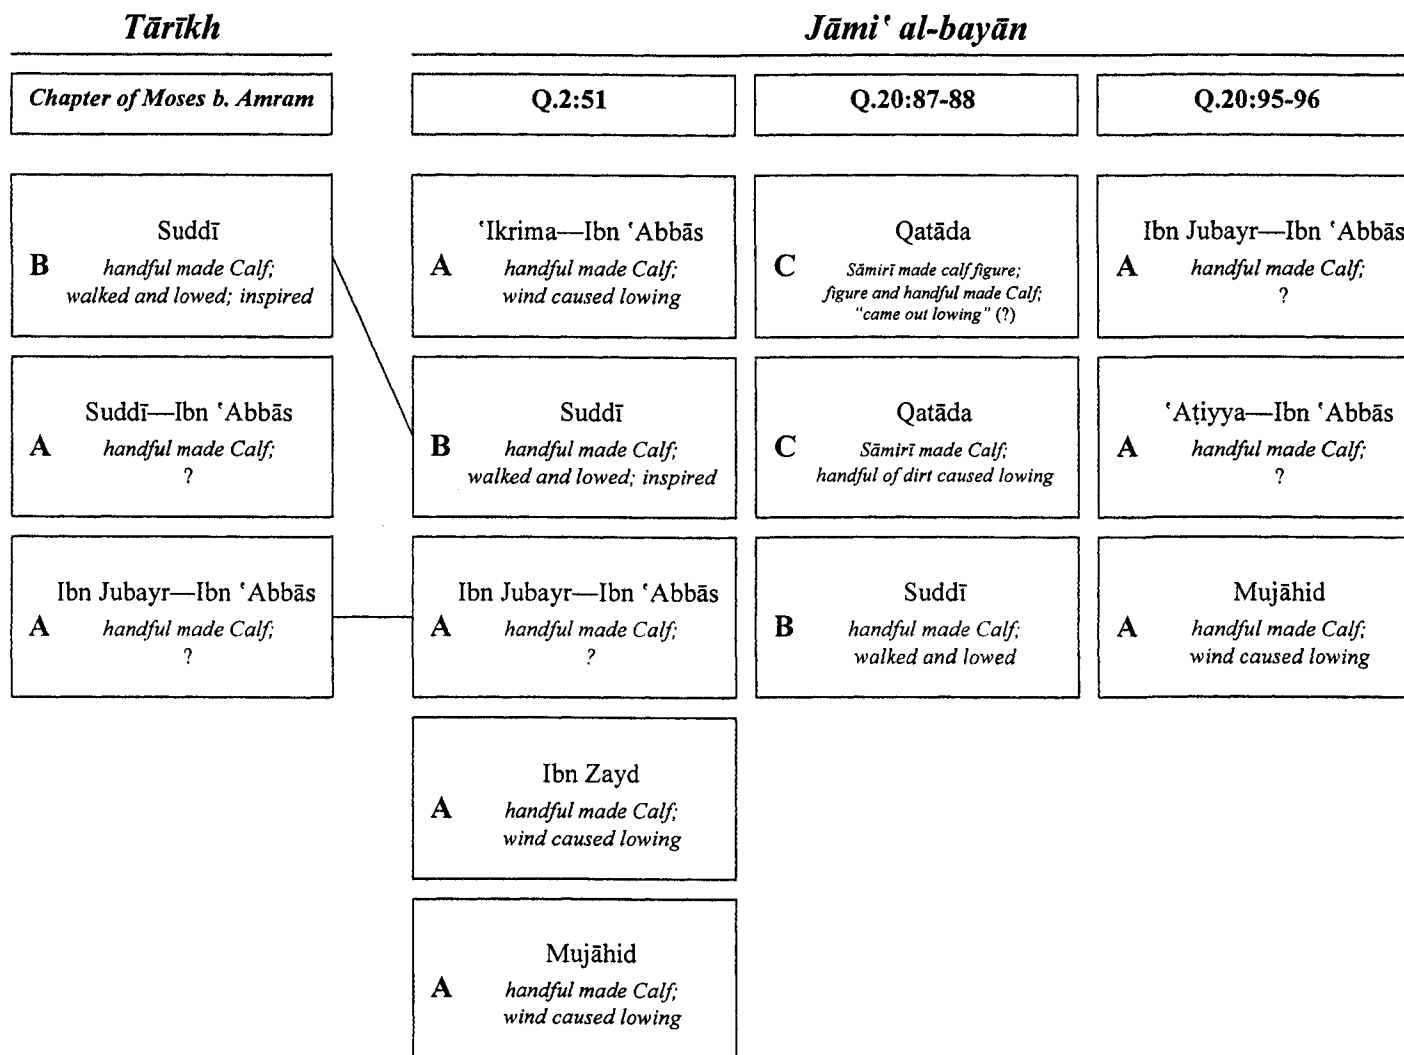 Tārīkh
Jāmiʿ al-bayān
Chapter of Moses b. Amram
Q.2:51
Q.20:87-88
Q.20:95-96
Suddī
B
handful made Calf;
walked and lowed; inspired
Suddī—Ibn ʿAbbās
A
handful made Calf;
?
Ibn Jubayr—Ibn ʿAbbās
A
handful made Calf;
?
ʿIkrima—Ibn ʿAbbās
A
handful made Calf;
wind caused lowing
Suddī
B
handful made Calf;
walked and lowed; inspired
Ibn Jubayr—Ibn ʿAbbās
A
handful made Calf;
?
Ibn Zayd
A
handful made Calf;
wind caused lowing
Mujāhid
A
handful made Calf;
wind caused lowing
Qatāda
C
Sāmirī made calf figure;
figure and handful made Calf;
"came out lowing" (?)
Qatāda
C
Sāmirī made Calf;
handful of dirt caused lowing
Suddī
B
handful made Calf;
walked and lowed
Ibn Jubayr—Ibn ʿAbbās
A
handful made Calf;
?
ʿAṭiyya—Ibn ʿAbbās
A
handful made Calf;
?
Mujāhid
A
handful made Calf;
wind caused lowing